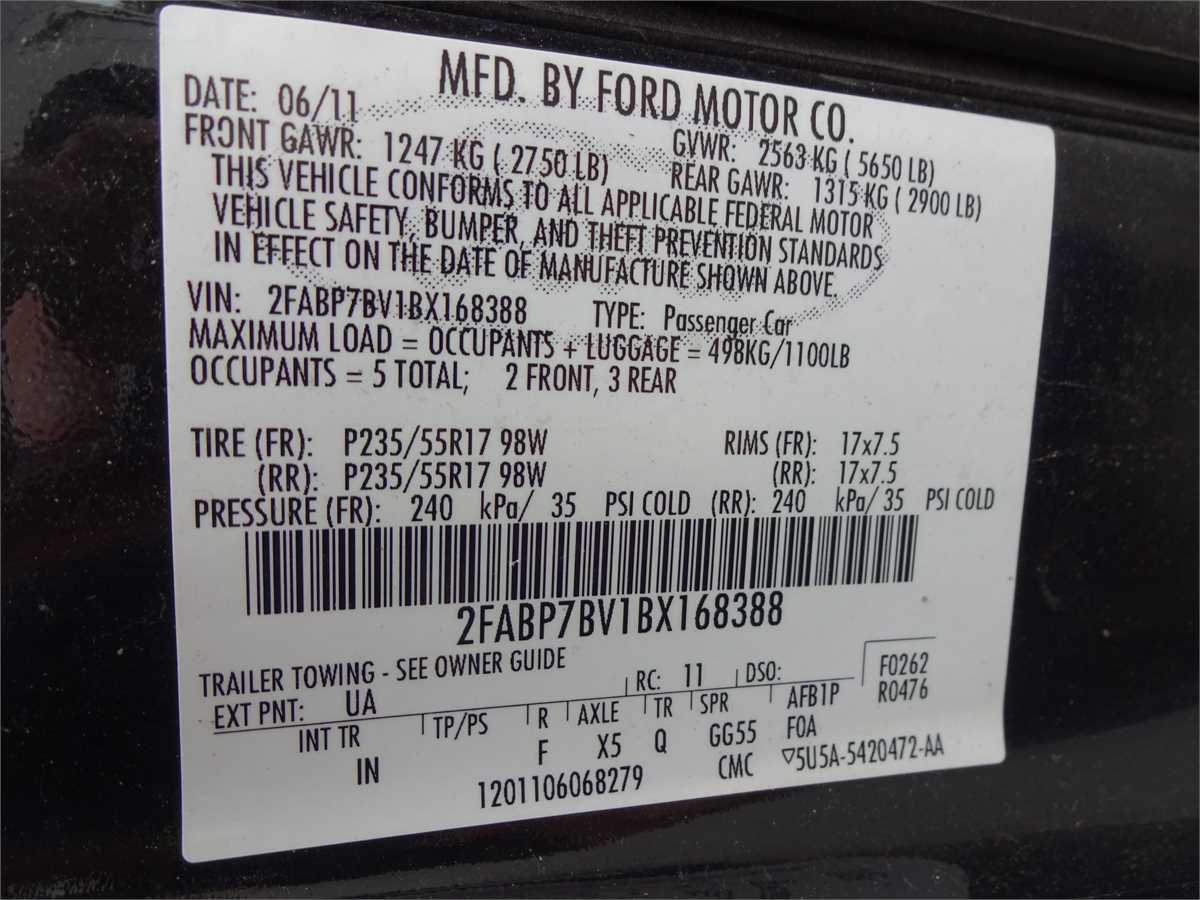 MFD. BY FORD MOTOR CO.
DATE: 06/11 GVWR: 2563 KG ( 5650 LB)
FRONT GAWR: 1247 KG ( 2750 LB) REAR GAWR: 1315 KG ( 2900 LB)
THIS VEHICLE CONFORMS TO ALL APPLICABLE FEDERAL MOTOR
VEHICLE SAFETY, BUMPER, AND THEFT PREVENTION STANDARDS
IN EFFECT ON THE DATE OF MANUFACTURE SHOWN ABOVE.
VIN: 2FABP7BV1BX168388 TYPE: Passenger Car
MAXIMUM LOAD = OCCUPANTS + LUGGAGE = 498KG/1100LB
OCCUPANTS = 5 TOTAL; 2 FRONT, 3 REAR
TIRE (FR): P235/55R17 98W RIMS (FR): 17x7.5
(RR): P235/55R17 98W (RR): 17x7.5
PRESSURE (FR): 240 kPa/ 35 PSI COLD (RR): 240 kPa/ 35 PSI COLD
2FABP7BV1BX168388
TRAILER TOWING - SEE OWNER GUIDE
EXT PNT: UA RC: 11 DSO: F0262
R0476
INT TR TP/PS R AXLE TR SPR AFB1P
IN F X5 Q GG55 FOA
1201106068279 CMC ▽5U5A-5420472-AA